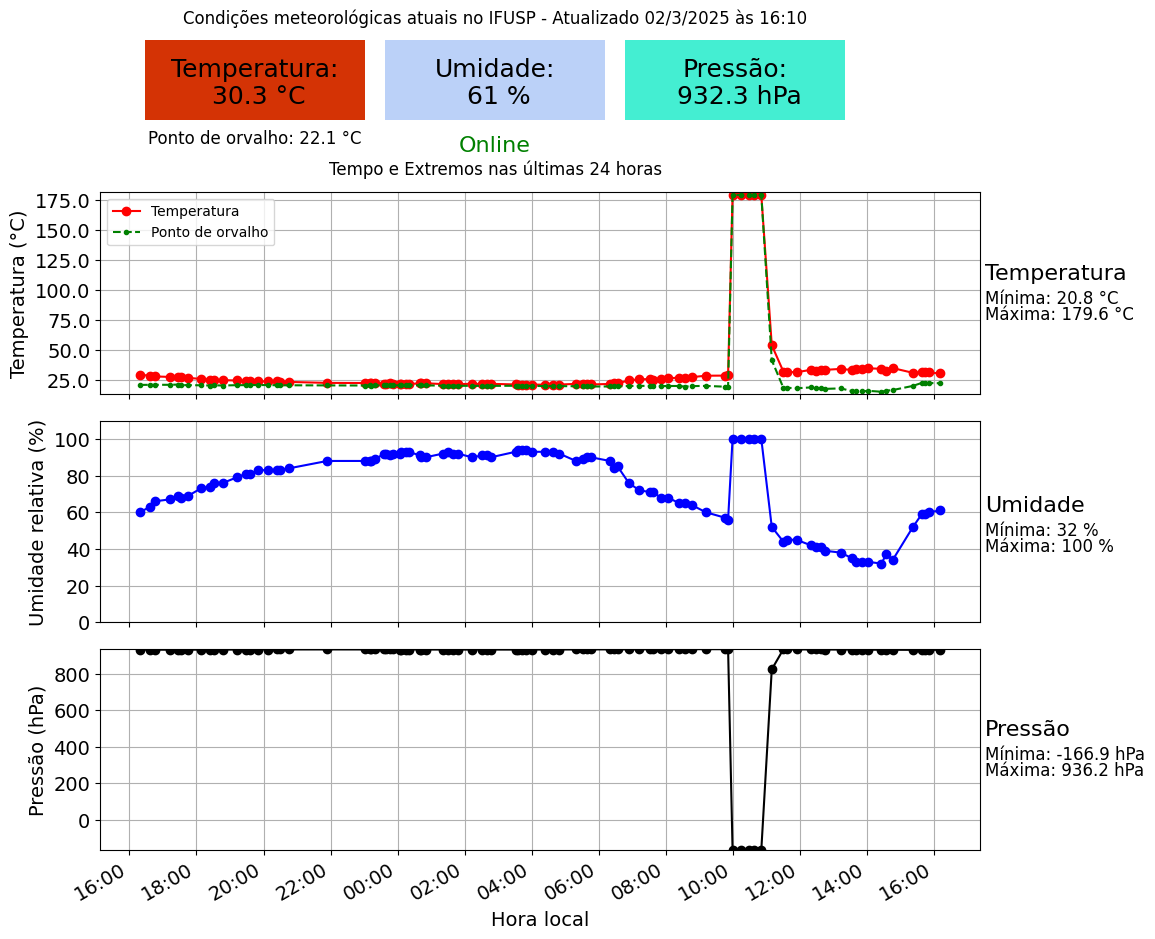 Condições meteorológicas atuais no IFUSP - Atualizado 02/3/2025 às 16:10
Temperatura:
30.3 °C
Umidade:
61 %
Pressão:
932.3 hPa
Ponto de orvalho: 22.1 °C
Online
Tempo e Extremos nas últimas 24 horas
Temperatura (°C)
175.0
150.0
125.0
100.0
75.0
50.0
25.0
Temperatura
Ponto de orvalho
Temperatura
Mínima: 20.8 °C
Máxima: 179.6 °C
Umidade relativa (%)
100
80
60
40
20
0
Umidade
Mínima: 32 %
Máxima: 100 %
Pressão (hPa)
800
600
400
200
0
Pressão
Mínima: -166.9 hPa
Máxima: 936.2 hPa
16:00 18:00 20:00 22:00 00:00 02:00 04:00 06:00 08:00 10:00 12:00 14:00 16:00
Hora local